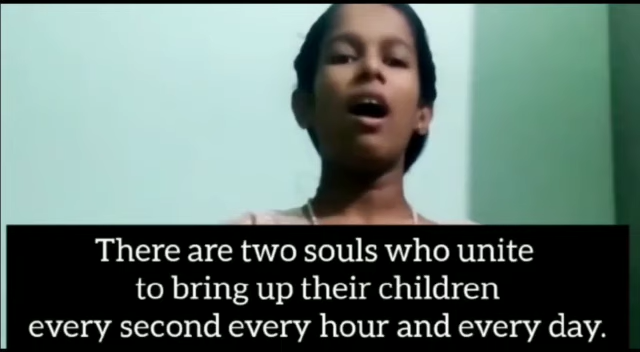 There are two souls who unite
to bring up their children
every second every hour and every day.